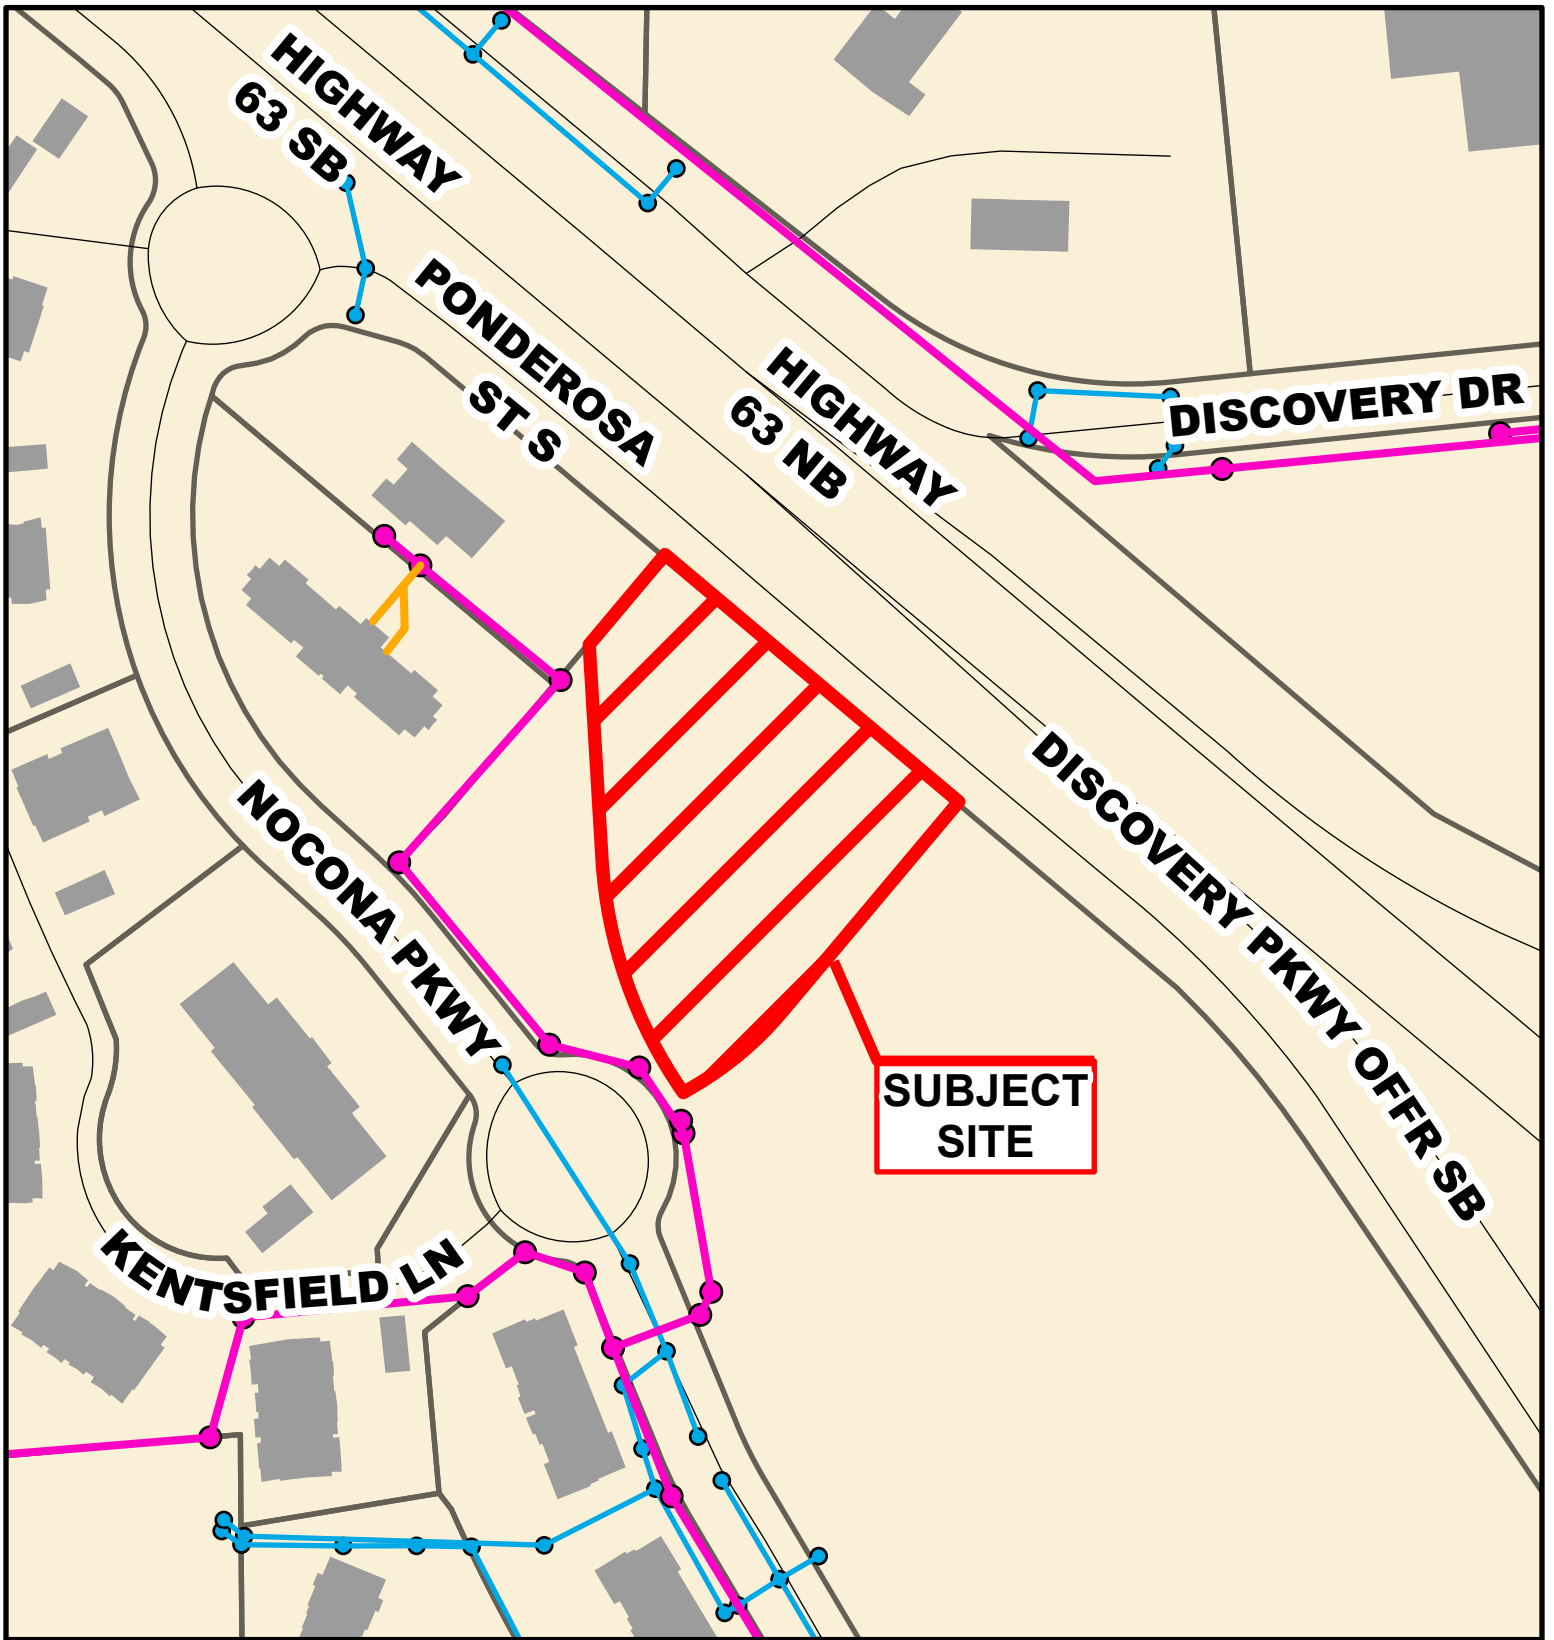 HIGHWAY
63 SB
PONDEROSA
ST S
HIGHWAY
63 NB
DISCOVERY DR
DISCOVERY PKWY OFFR SB
NOCONA PKWY
SUBJECT
SITE
KENTSFIELD LN